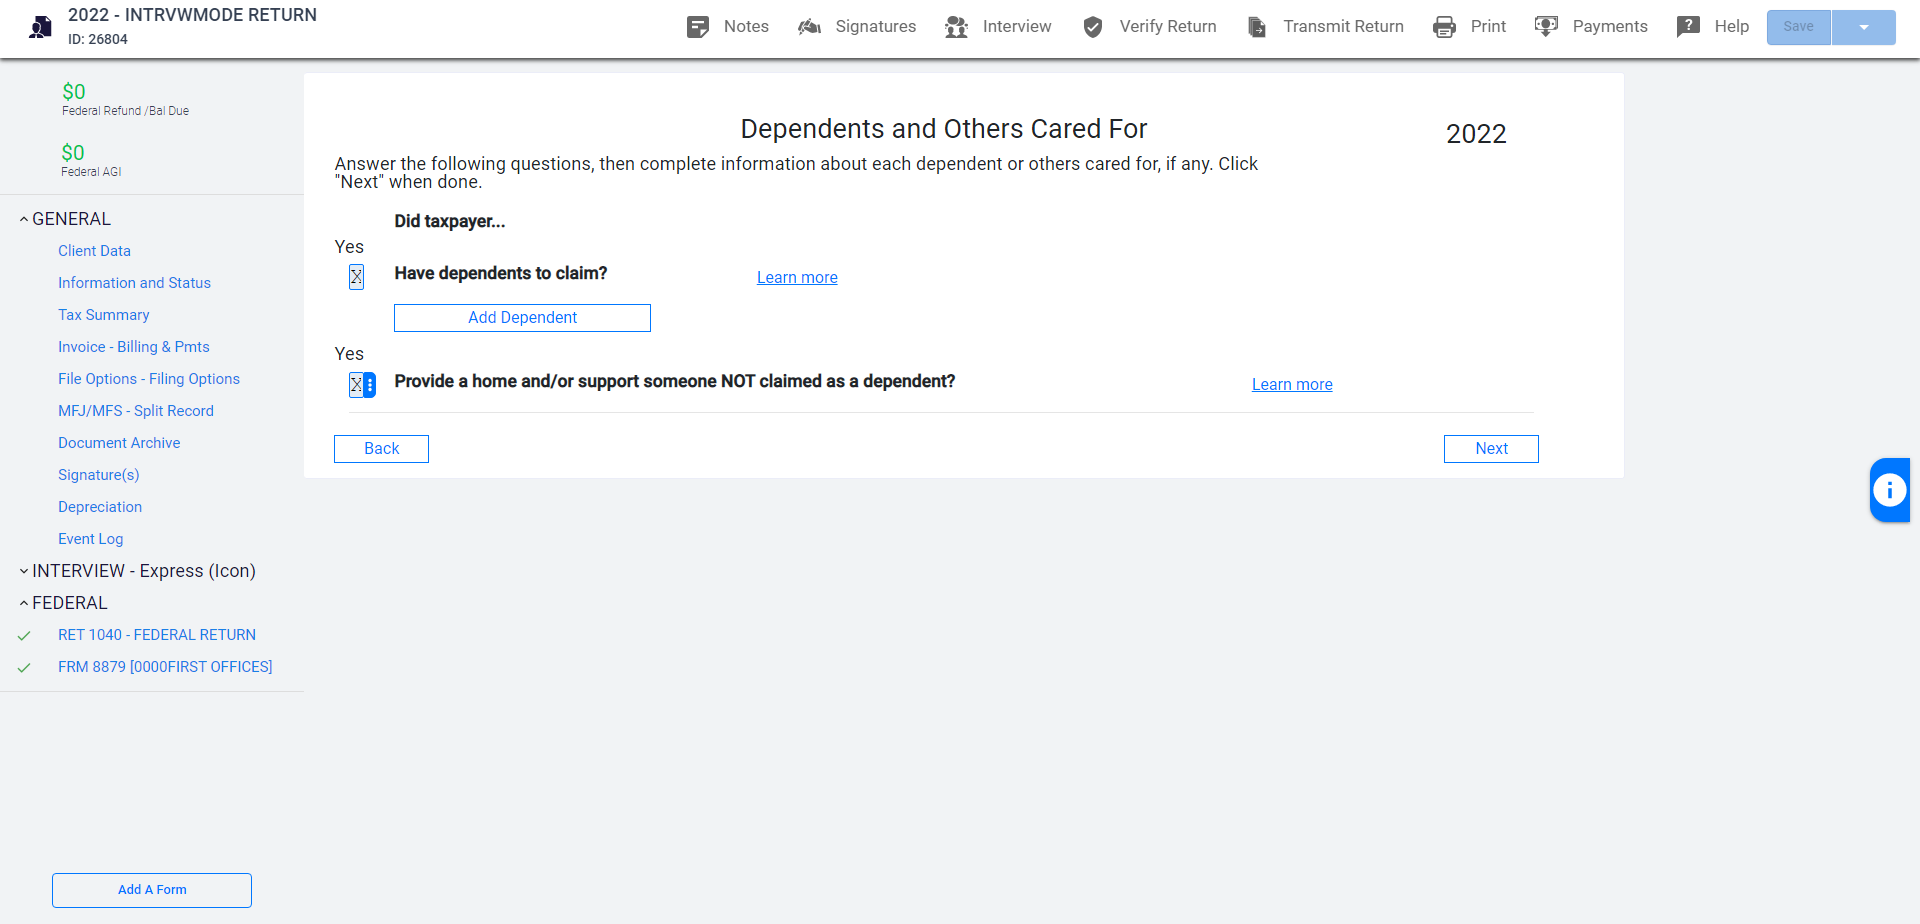 2022 - INTRVWMODE RETURN
ID: 26804
Notes
Signatures
Interview
Verify Return
Transmit Return
Print
Payments
Help
Save
$0
Federal Refund /Bal Due
$0
Federal AGI
GENERAL
Client Data
Information and Status
Tax Summary
Invoice - Billing & Pmts
File Options - Filing Options
MFJ/MFS - Split Record
Document Archive
Signature(s)
Depreciation
Event Log
INTERVIEW - Express (Icon)
FEDERAL
RET 1040 - FEDERAL RETURN
FRM 8879 [0000FIRST OFFICES]
Add A Form
Dependents and Others Cared For
2022
Answer the following questions, then complete information about each dependent or others cared for, if any. Click
"Next" when done.
Did taxpayer...
Yes
X Have dependents to claim? Learn more
Add Dependent
Yes
X Provide a home and/or support someone NOT claimed as a dependent? Learn more
Back
Next